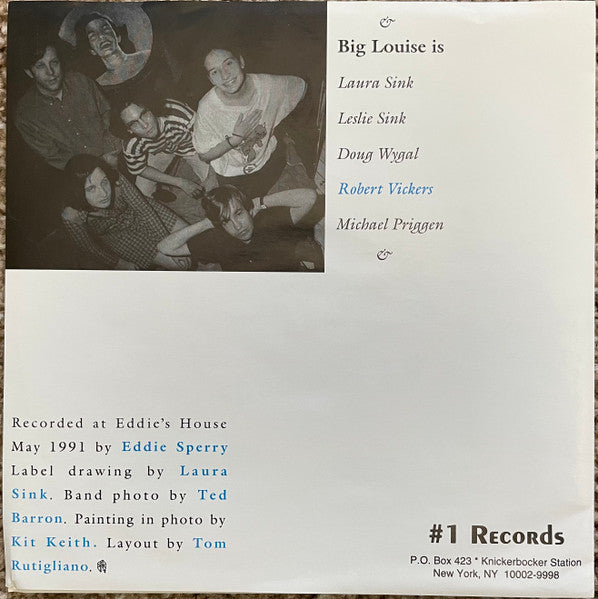 &
Big Louise is
Laura Sink
Leslie Sink
Doug Wygal
Robert Vickers
Michael Priggen
&
Recorded at Eddie's House
May 1991 by Eddie Sperry
Label drawing by Laura
Sink. Band photo by Ted
Barron. Painting in photo by
Kit Keith. Layout by Tom
Rutigliano.
#1 Records
P.O. Box 423 * Knickerbocker Station
New York, NY 10002-9998